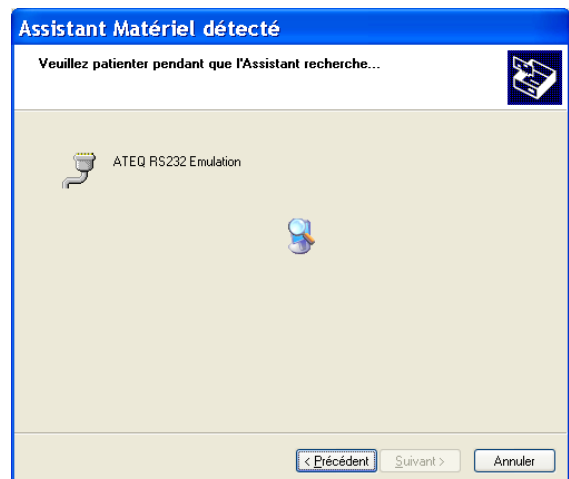 Assistant Matériel détecté
Veuillez patienter pendant que l'Assistant recherche...
ATEQ RS232 Emulation
< Précédent
Suivant >
Annuler